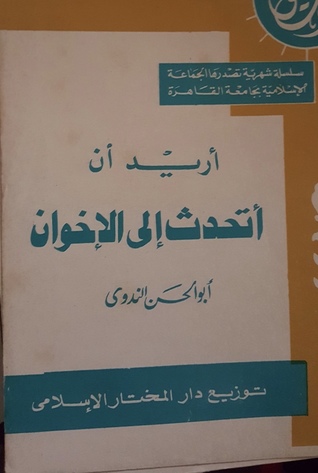 سلسلة شهرية تصدرها الجماعة
الإسلامية بجامعة القاهرة
أريد أن
أتحدث إلى الإخوان
أبو الحسن الندوى
توزيع دار المختار الإسلامى